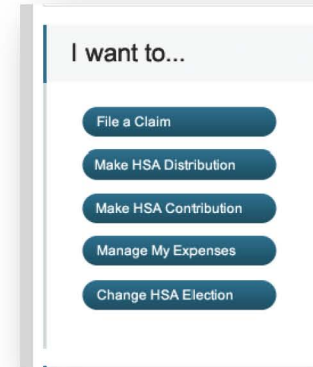 I want to...
File a Claim
Make HSA Distribution
Make HSA Contribution
Manage My Expenses
Change HSA Election